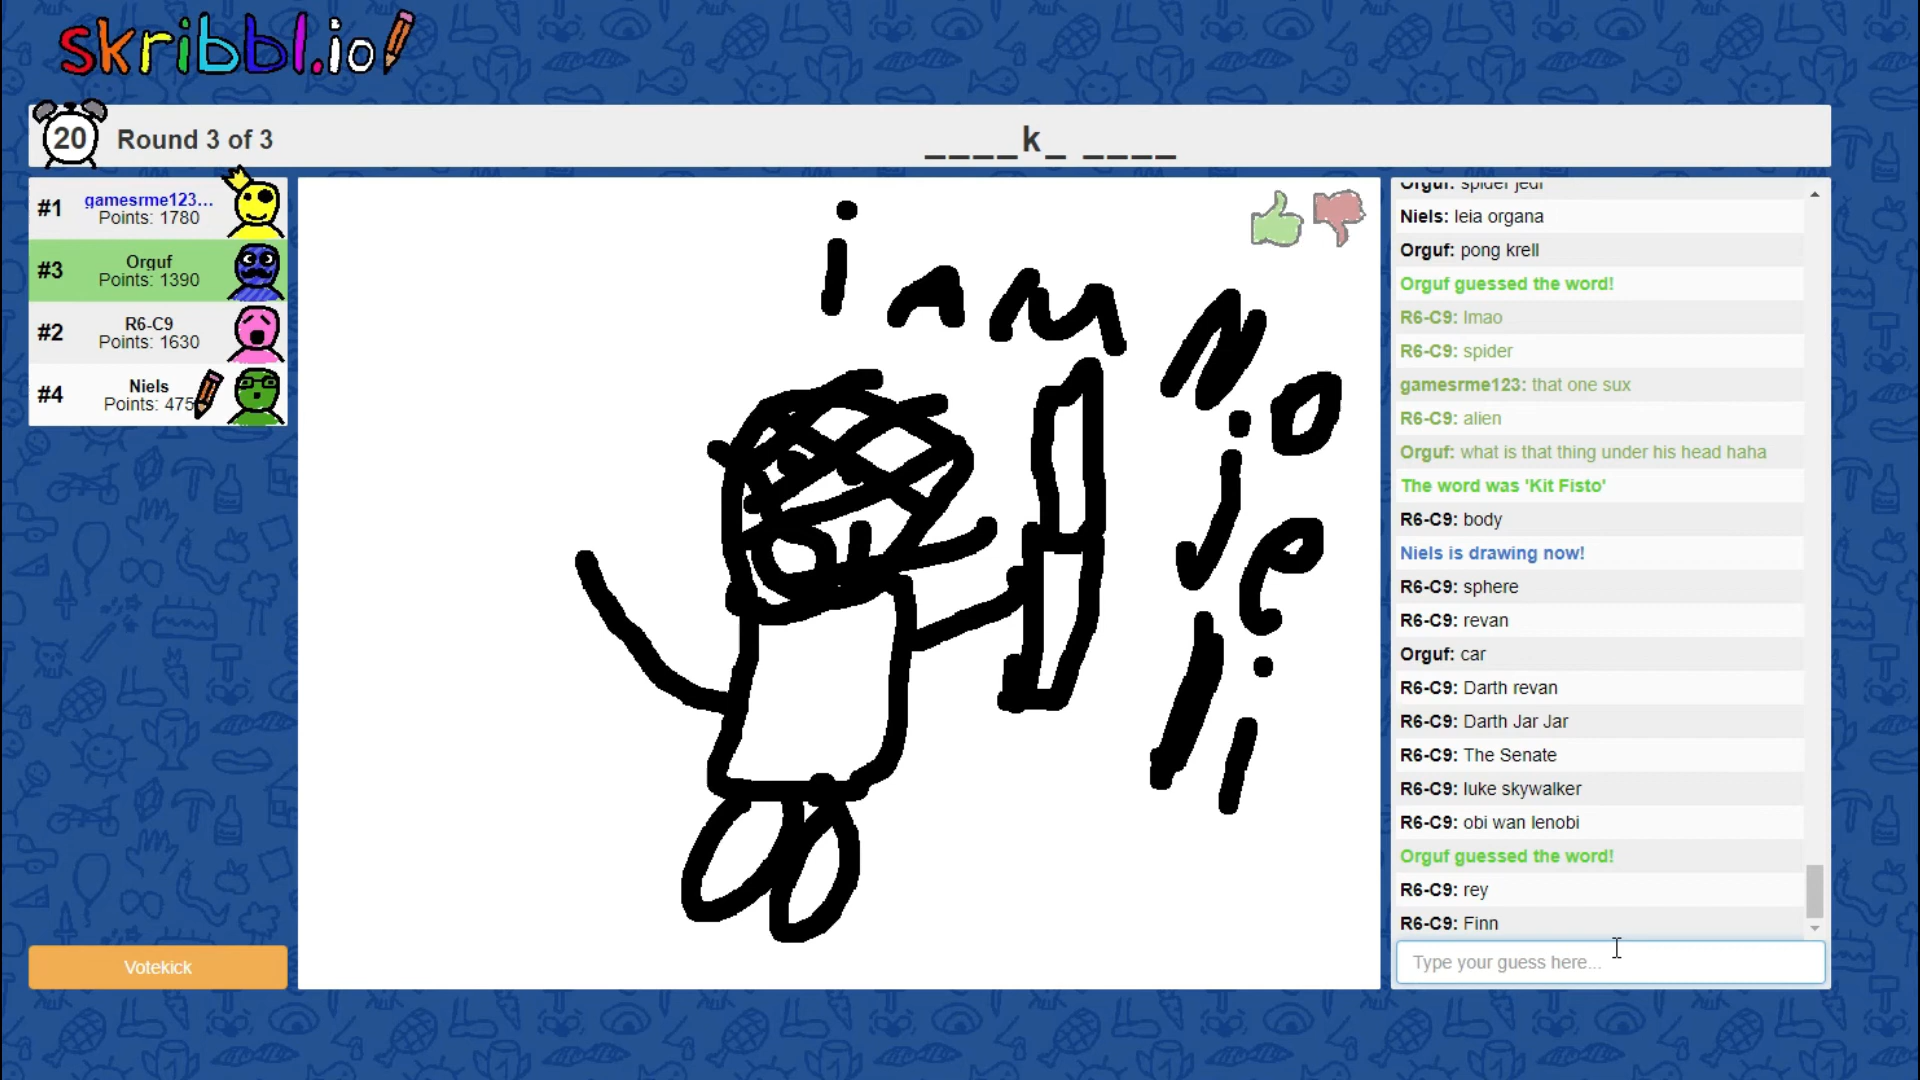 skribbl.io
20
Round 3 of 3
____k_ ____
#1
gamesrme123...
Points: 1780
#3
Orguf
Points: 1390
#2
R6-C9
Points: 1630
#4
Niels
Points: 475
Votekick
i am No
jedi
Orguf: spider jedi
Niels: leia organa
Orguf: pong krell
Orguf guessed the word!
R6-C9: lmao
R6-C9: spider
gamesrme123: that one sux
R6-C9: alien
Orguf: what is that thing under his head haha
The word was 'Kit Fisto'
R6-C9: body
Niels is drawing now!
R6-C9: sphere
R6-C9: revan
Orguf: car
R6-C9: Darth revan
R6-C9: Darth Jar Jar
R6-C9: The Senate
R6-C9: luke skywalker
R6-C9: obi wan lenobi
Orguf guessed the word!
R6-C9: rey
R6-C9: Finn
Type your guess here...